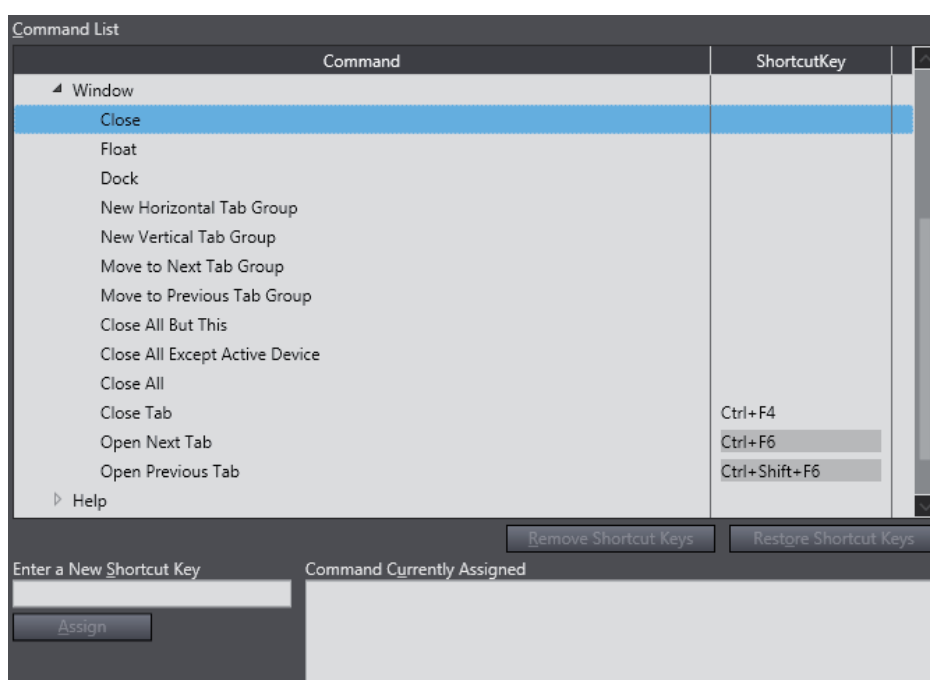 Command List
Command ShortcutKey
Window
Close
Float
Dock
New Horizontal Tab Group
New Vertical Tab Group
Move to Next Tab Group
Move to Previous Tab Group
Close All But This
Close All Except Active Device
Close All
Close Tab Ctrl+F4
Open Next Tab Ctrl+F6
Open Previous Tab Ctrl+Shift+F6
Help
Remove Shortcut Keys Restore Shortcut Keys
Enter a New Shortcut Key Command Currently Assigned
Assign